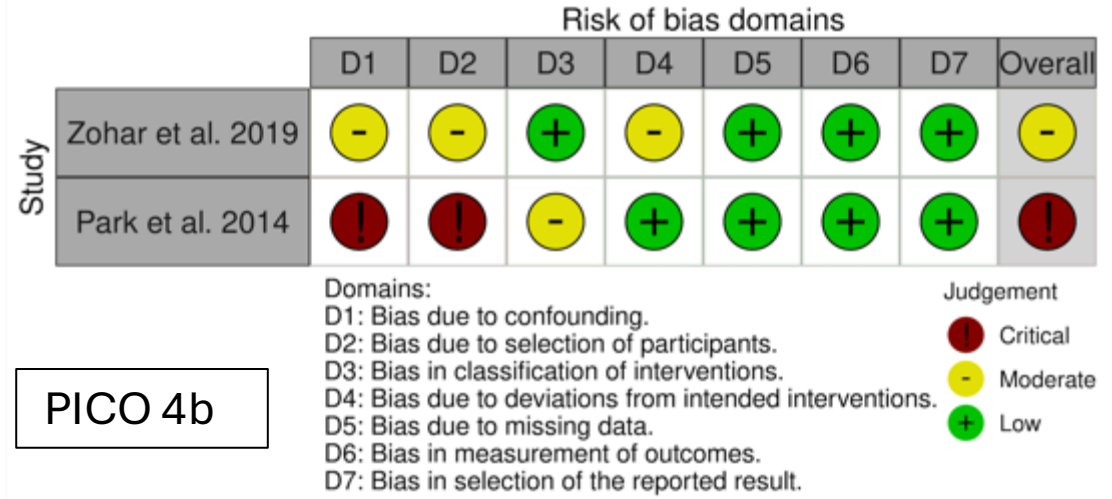 Risk of bias domains
D1 D2 D3 D4 D5 D6 D7 Overall
Study
Zohar et al. 2019 - - + - + + + -
Park et al. 2014 ! ! - + + + + !
Domains:
D1: Bias due to confounding.
D2: Bias due to selection of participants.
D3: Bias in classification of interventions.
D4: Bias due to deviations from intended interventions.
D5: Bias due to missing data.
D6: Bias in measurement of outcomes.
D7: Bias in selection of the reported result.
Judgement
! Critical
- Moderate
+ Low
PICO 4b